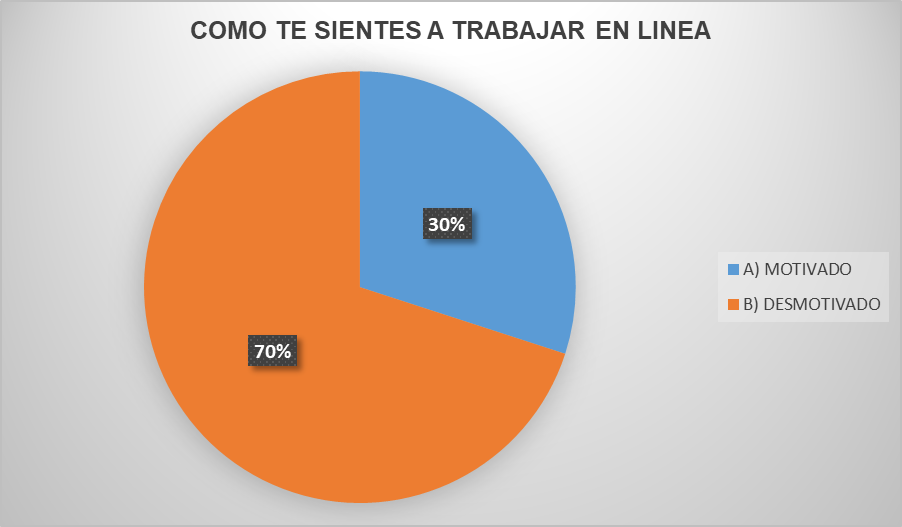 COMO TE SIENTES A TRABAJAR EN LINEA
30%
70%
A) MOTIVADO
B) DESMOTIVADO